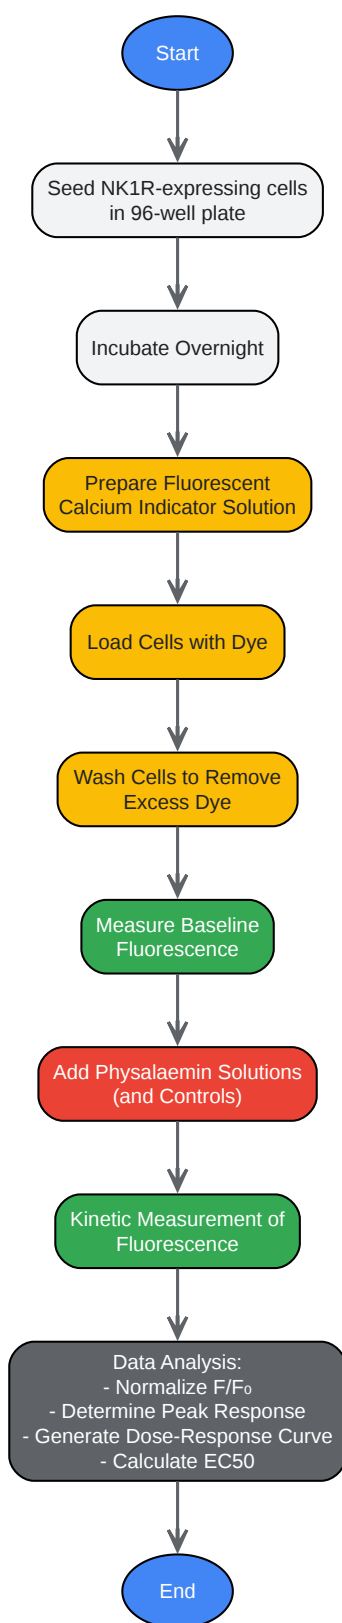 Start
Seed NK1R-expressing cells
in 96-well plate
Incubate Overnight
Prepare Fluorescent
Calcium Indicator Solution
Load Cells with Dye
Wash Cells to Remove
Excess Dye
Measure Baseline
Fluorescence
Add Physalaemin Solutions
(and Controls)
Kinetic Measurement of
Fluorescence
Data Analysis:
- Normalize F/F₀
- Determine Peak Response
- Generate Dose-Response Curve
- Calculate EC50
End